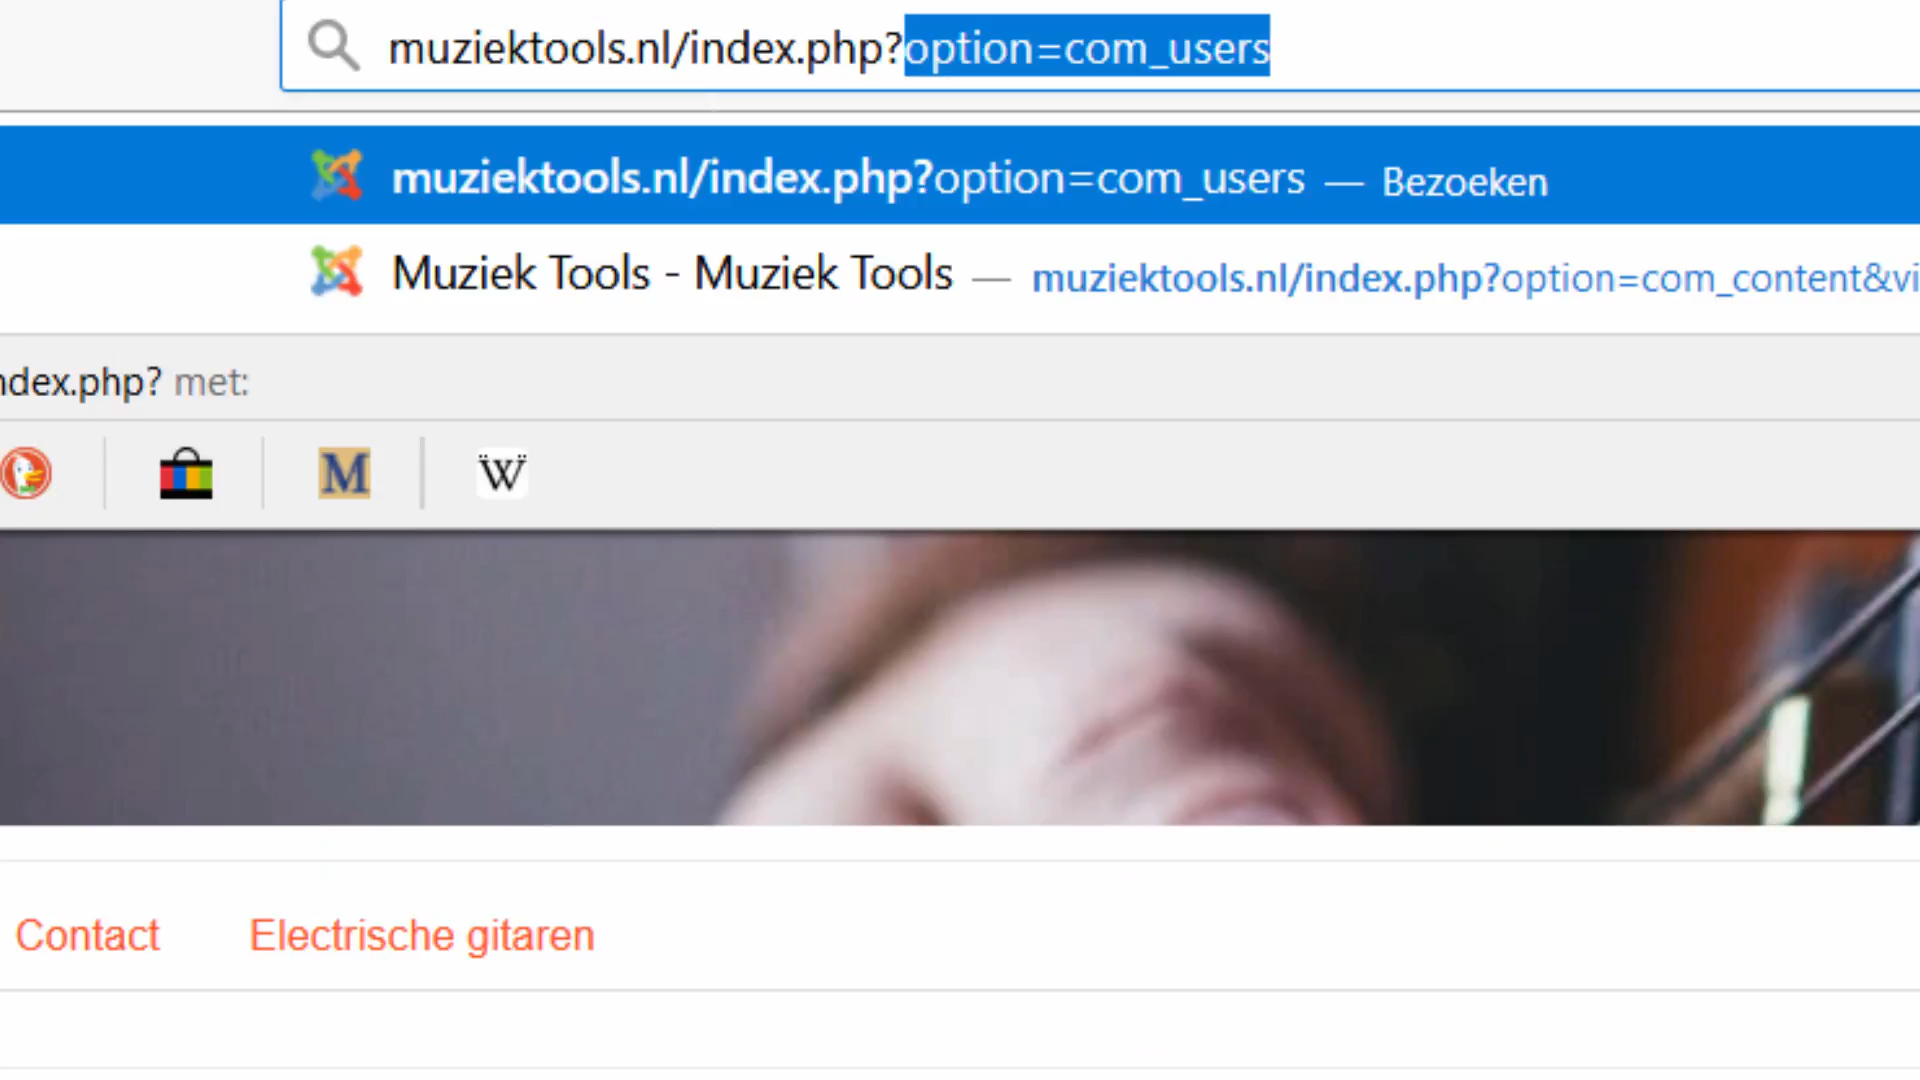 muziektools.nl/index.php?option=com_users
muziektools.nl/index.php?option=com_users — Bezoeken
Muziek Tools - Muziek Tools — muziektools.nl/index.php?option=com_content&vi
ndex.php? met:
M
W
Contact Electrische gitaren